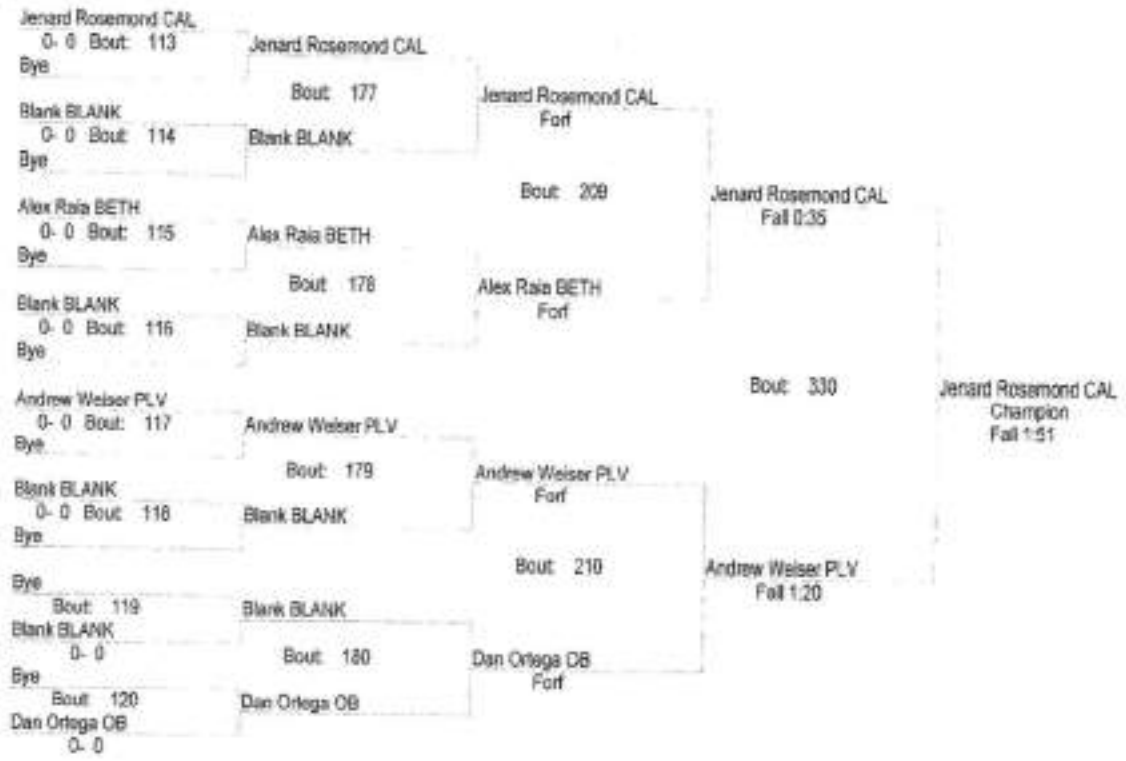 Jenard Rosemond CAL
0- 0 Bout: 113
Bye
Blank BLANK
0- 0 Bout: 114
Bye
Alex Raia BETH
0- 0 Bout: 115
Bye
Blank BLANK
0- 0 Bout: 116
Bye
Andrew Weiser PLV
0- 0 Bout: 117
Bye
Blank BLANK
0- 0 Bout: 118
Bye
Bye
Bout: 119
Blank BLANK
0- 0
Bye
Bout: 120
Dan Ortega OB
0- 0
Jenard Rosemond CAL
Bout: 177
Blank BLANK
Alex Raia BETH
Bout: 178
Blank BLANK
Andrew Weiser PLV
Bout: 179
Blank BLANK
Blank BLANK
Bout: 180
Dan Ortega OB
Jenard Rosemond CAL
Forf
Bout: 209
Alex Raia BETH
Forf
Andrew Weiser PLV
Forf
Bout: 210
Dan Ortega OB
Forf
Jenard Rosemond CAL
Fall 0:35
Bout: 330
Andrew Weiser PLV
Fall 1:20
Jenard Rosemond CAL
Champion
Fall 1:51